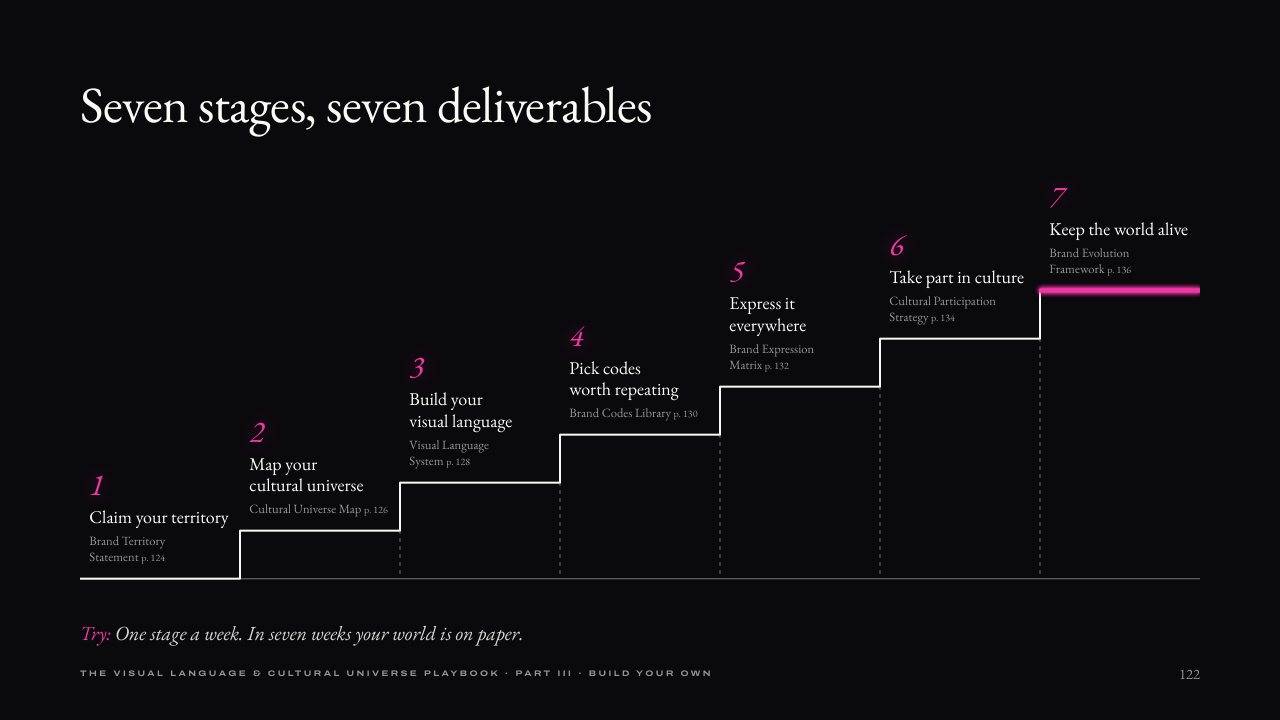 Seven stages, seven deliverables
1
Claim your territory
Brand Territory
Statement p. 124
2
Map your
cultural universe
Cultural Universe Map p. 126
3
Build your
visual language
Visual Language
System p. 128
4
Pick codes
worth repeating
Brand Codes Library p. 130
5
Express it
everywhere
Brand Expression
Matrix p. 132
6
Take part in culture
Cultural Participation
Strategy p. 134
7
Keep the world alive
Brand Evolution
Framework p. 136
Try: One stage a week. In seven weeks your world is on paper.
THE VISUAL LANGUAGE & CULTURAL UNIVERSE PLAYBOOK · PART III · BUILD YOUR OWN
122